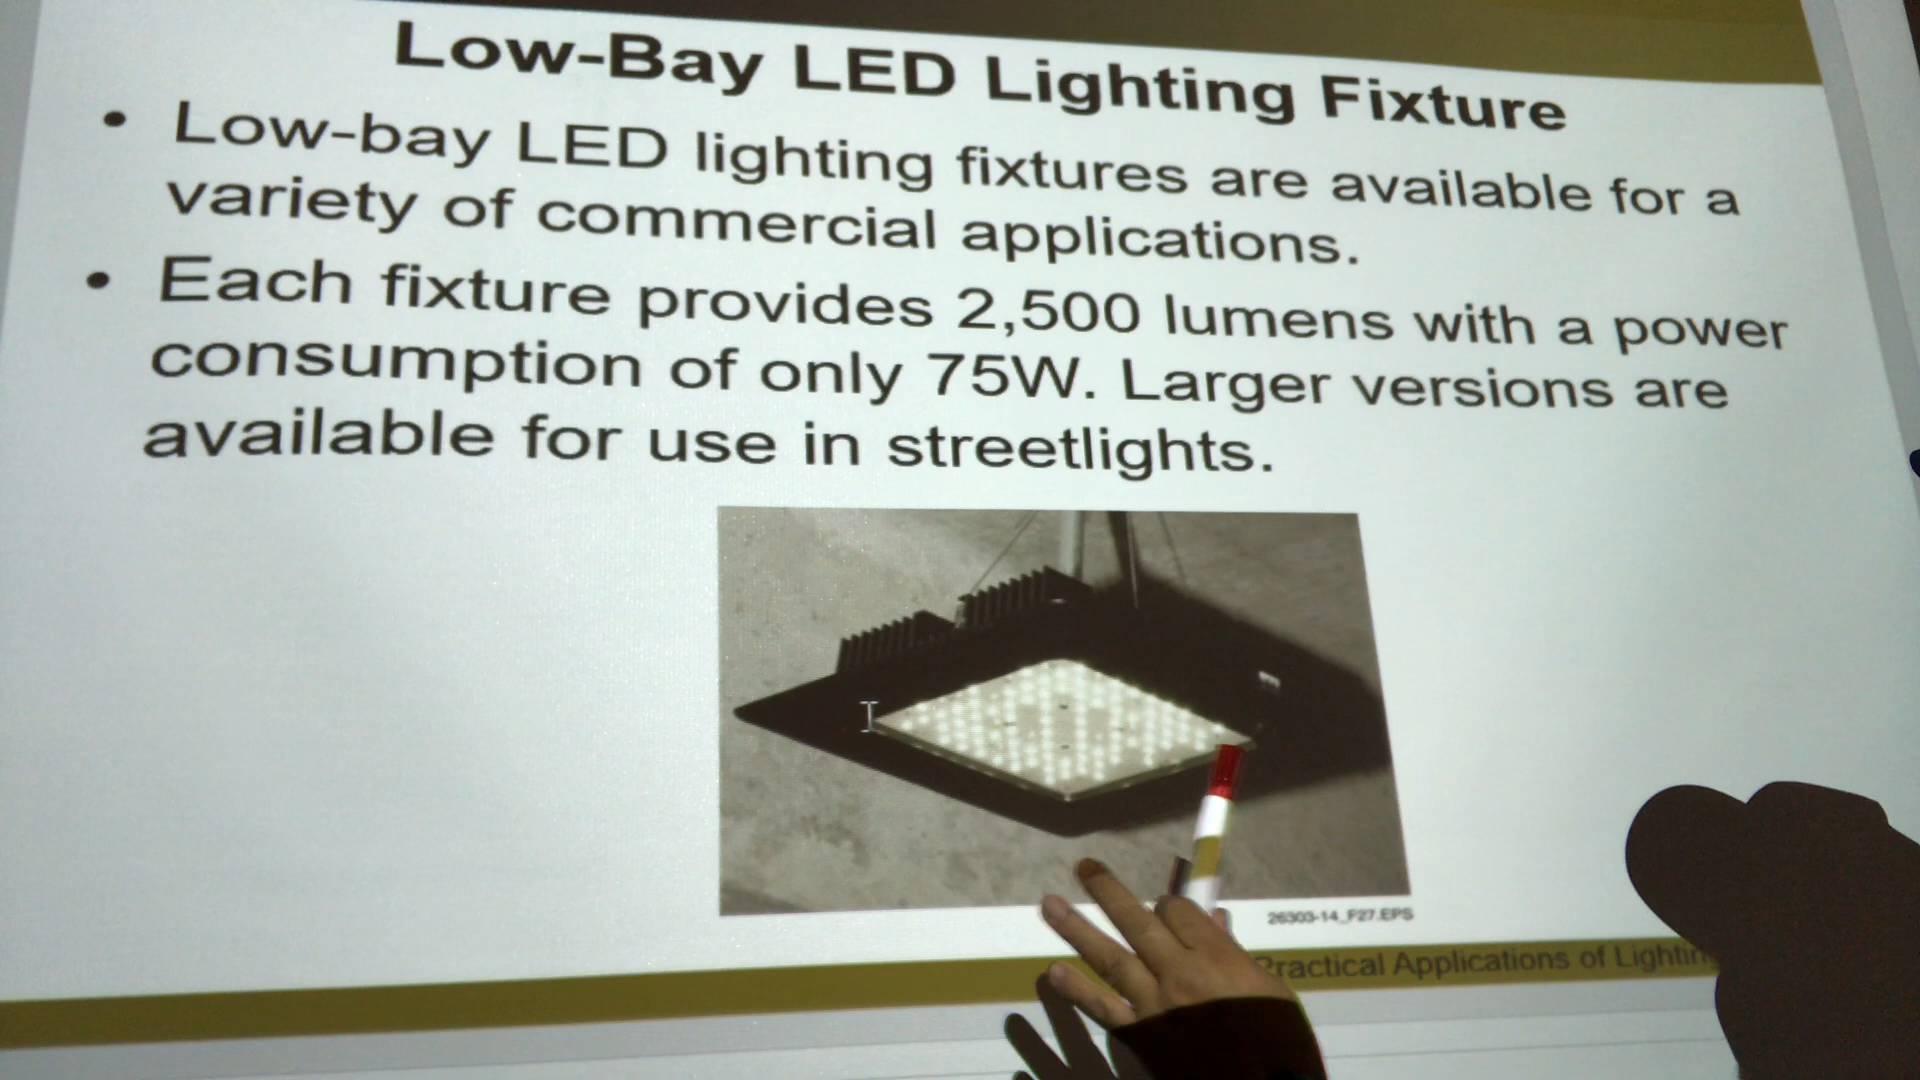 Low-Bay LED Lighting Fixture
• Low-bay LED lighting fixtures are available for a
variety of commercial applications.
• Each fixture provides 2,500 lumens with a power
consumption of only 75W. Larger versions are
available for use in streetlights.
26303-14_F27.EPS
Practical Applications of Lighting